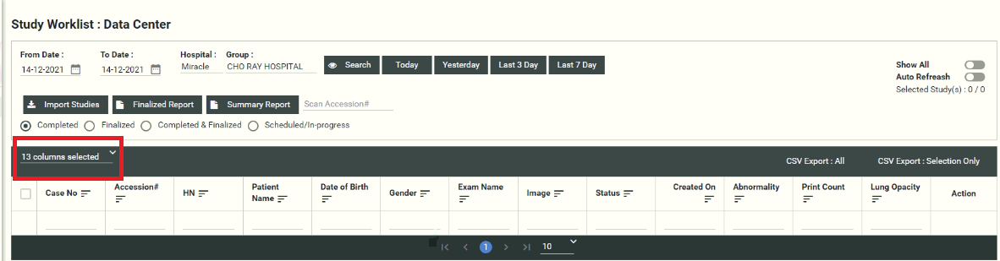 Study Worklist : Data Center
From Date : To Date : Hospital : Group :
14-12-2021 14-12-2021 Miracle CHO RAY HOSPITAL Search Today Yesterday Last 3 Day Last 7 Day
Show All
Auto Refreash
Selected Study(s) : 0 / 0
Import Studies Finalized Report Summary Report Scan Accession#
Completed Finalized Completed & Finalized Scheduled/In-progress
13 columns selected CSV Export : All CSV Export : Selection Only
Case No Accession# HN Patient Name Date of Birth Gender Exam Name Image Status Created On Abnormality Print Count Lung Opacity Action
1 10